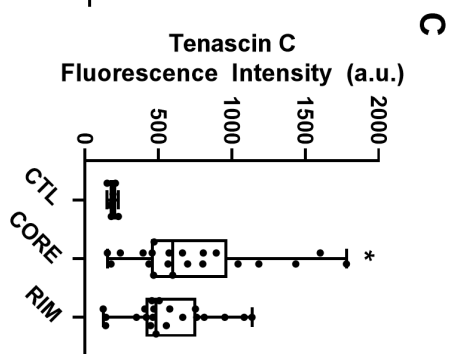 C
Tenascin C
Fluorescence Intensity (a.u.)
0
500
1000
1500
2000
CTL
CORE
RIM
*